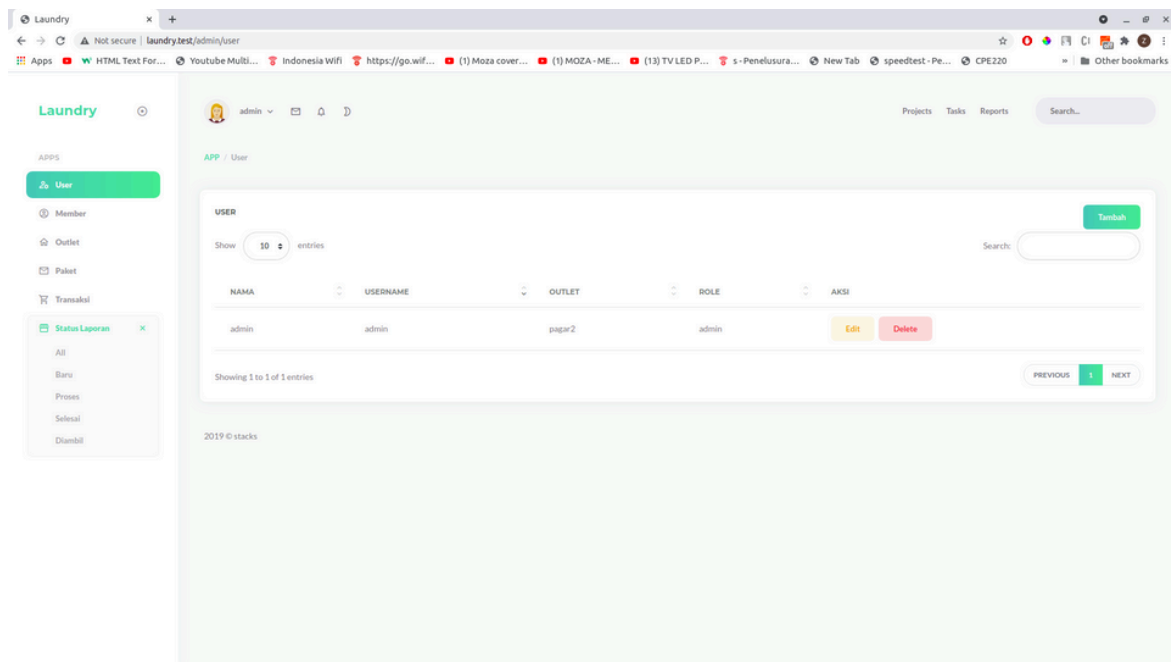 Laundry
Not secure | laundry.test/admin/user
Apps HTML Text For... Youtube Multi... Indonesia Wifi https://go.wif... (1) Moza cover... (1) MOZA - ME... (13) TV LED P... s - Penelusura... New Tab speedtest - Pe... CPE220 » Other bookmarks
Laundry
admin
Projects Tasks Reports Search...
APPS
APP / User
User
Member
Outlet
Paket
Transaksi
Status Laporan
All
Baru
Proses
Selesai
Diambil
USER
Tambah
Show 10 entries
Search:
NAMA USERNAME OUTLET ROLE AKSI
admin admin pagar2 admin Edit Delete
Showing 1 to 1 of 1 entries
PREVIOUS 1 NEXT
2019 © stacks